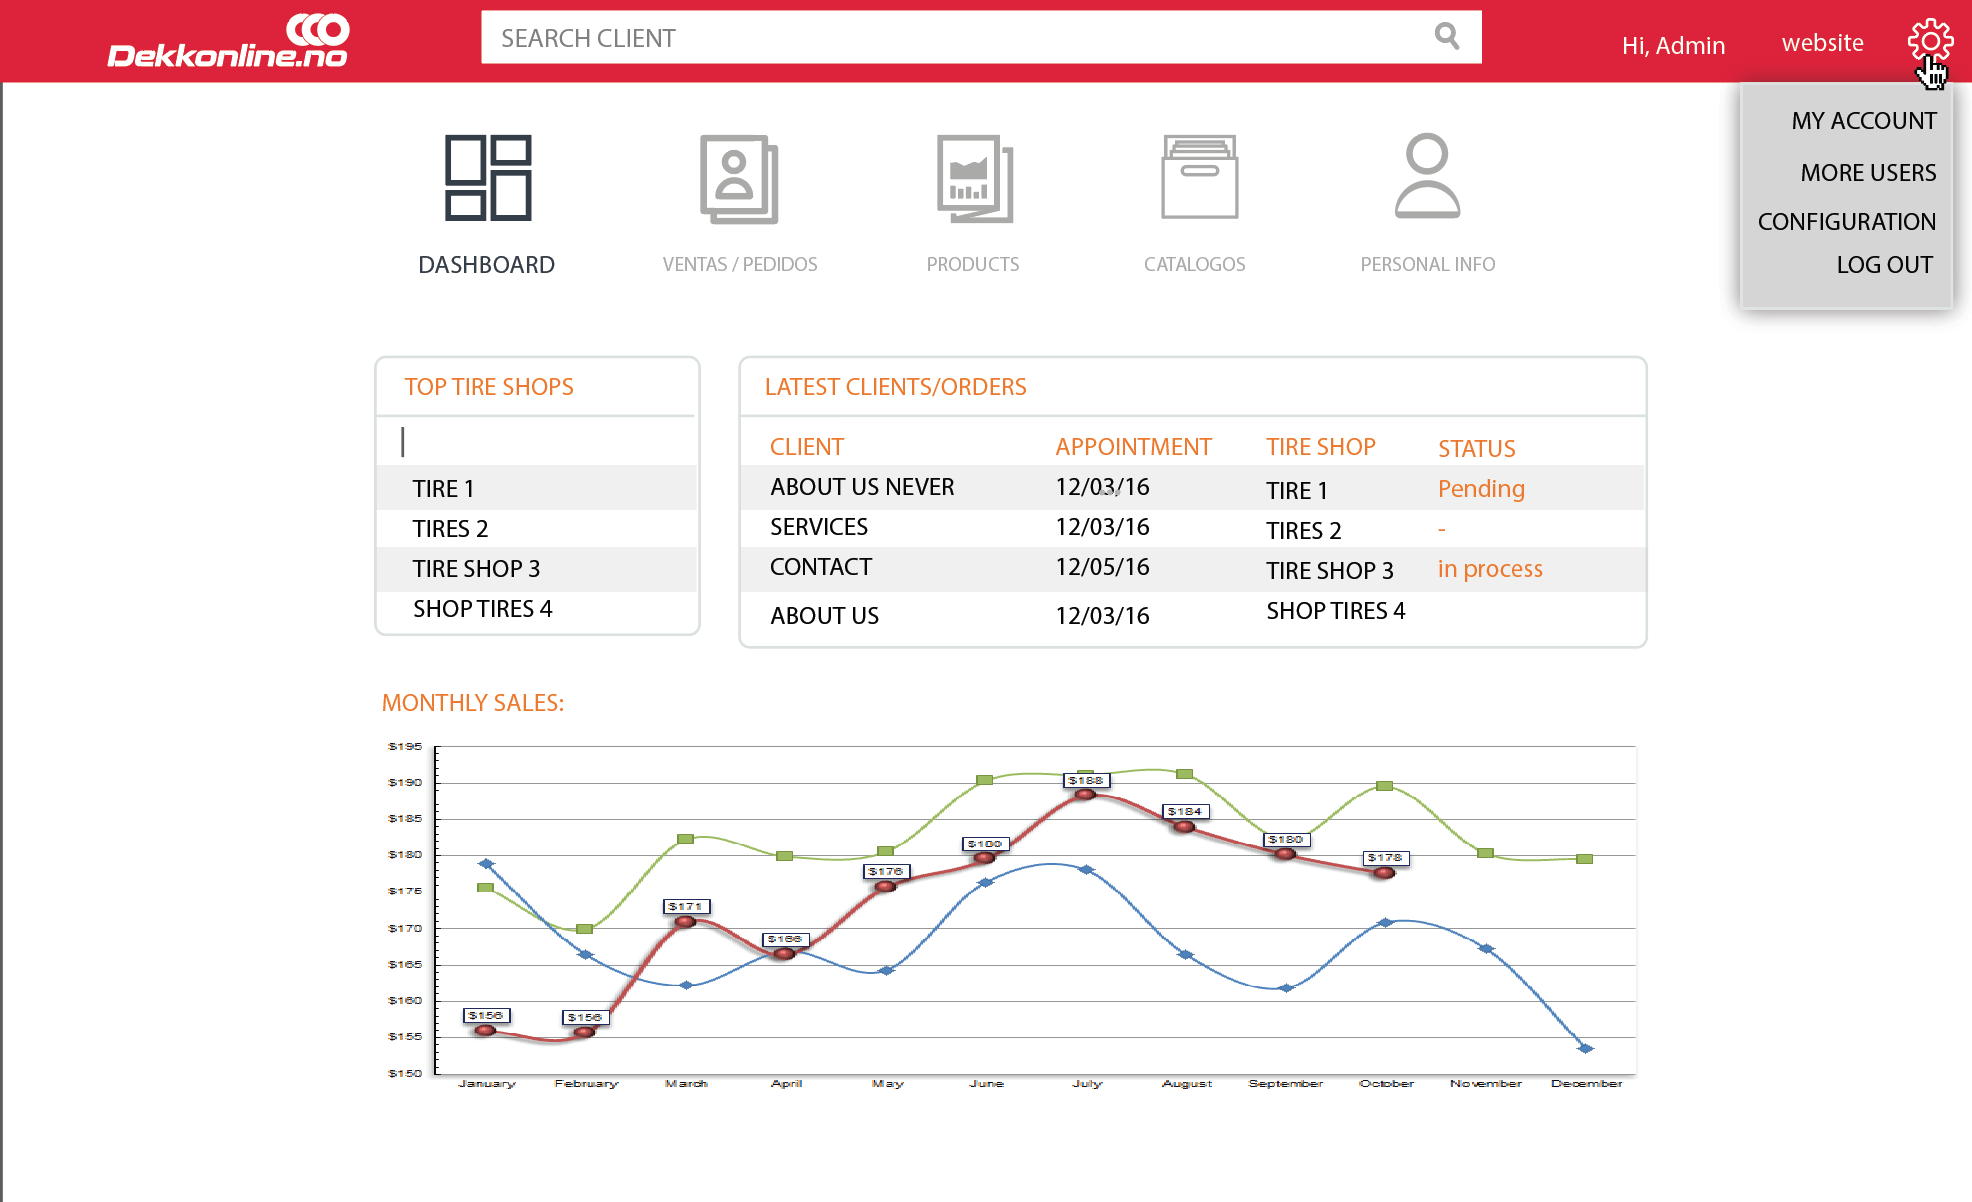 Dekkonline.no
SEARCH CLIENT
Hi, Admin
website
MY ACCOUNT
MORE USERS
CONFIGURATION
LOG OUT
DASHBOARD
VENTAS / PEDIDOS
PRODUCTS
CATALOGOS
PERSONAL INFO
TOP TIRE SHOPS
TIRE 1
TIRES 2
TIRE SHOP 3
SHOP TIRES 4
LATEST CLIENTS/ORDERS
CLIENT APPOINTMENT TIRE SHOP STATUS
ABOUT US NEVER 12/03/16 TIRE 1 Pending
SERVICES 12/03/16 TIRES 2 -
CONTACT 12/05/16 TIRE SHOP 3 in process
ABOUT US 12/03/16 SHOP TIRES 4
MONTHLY SALES:
$195
$190
$185
$180
$175
$170
$165
$160
$155
$150
$156
$156
$171
$166
$176
$180
$188
$184
$180
$178
January February March April May June July August September October November December